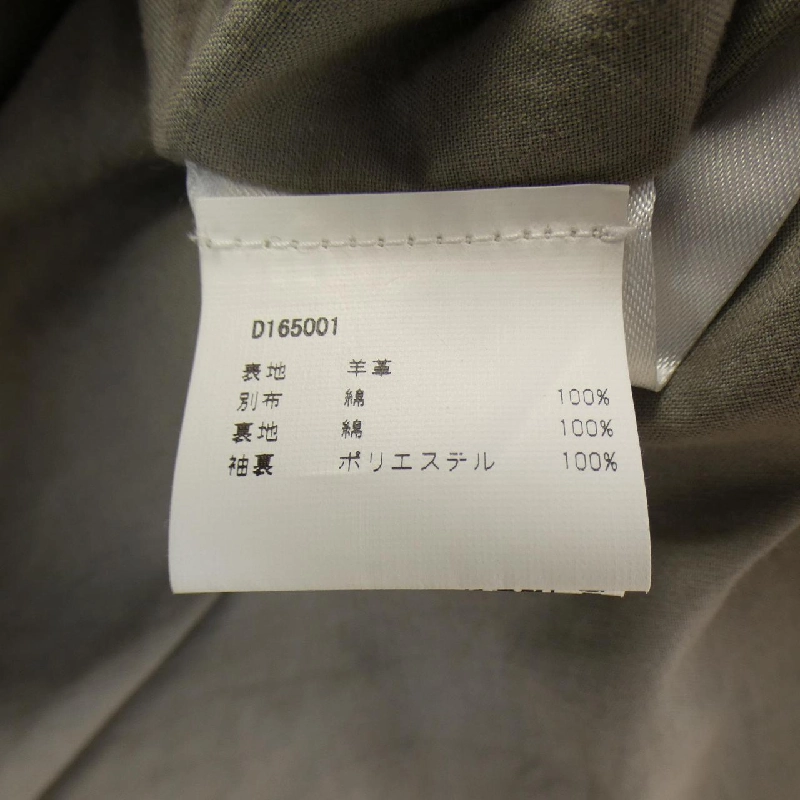 D165001
表地 羊革
別布 綿 100%
裏地 綿 100%
袖裏 ポリエステル 100%